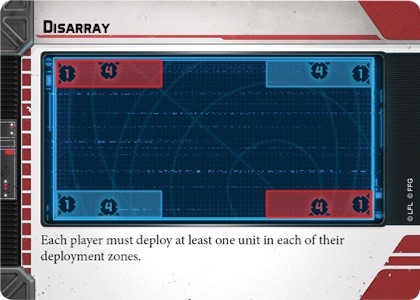 DISARRAY
1 4 4 1
1 4 4 1
Each player must deploy at least one unit in each of their
deployment zones.
© LFL © FFG